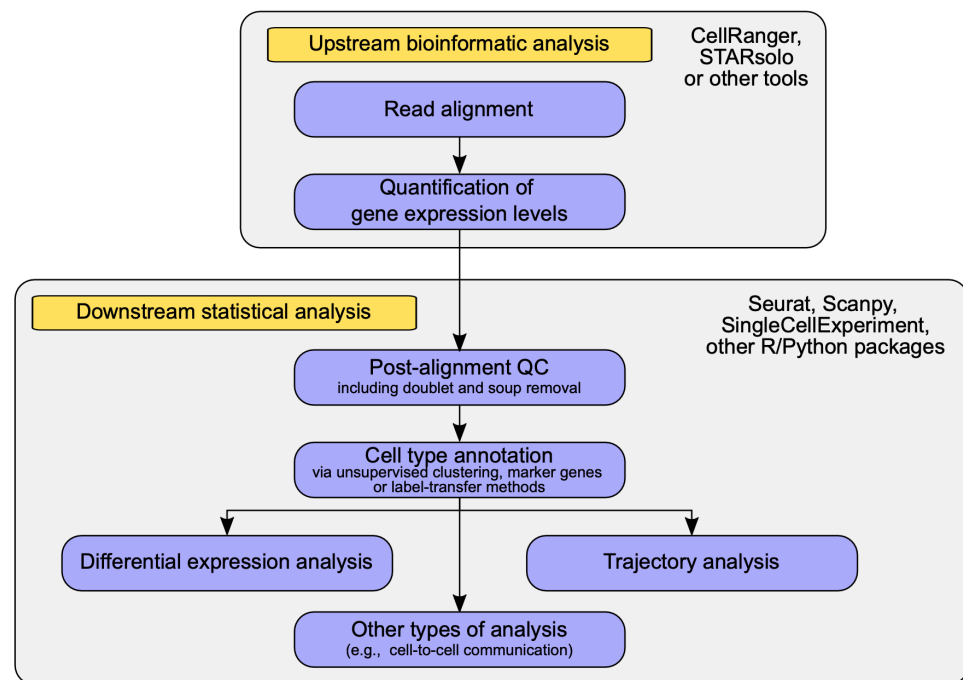 Upstream bioinformatic analysis
CellRanger,
STARsolo
or other tools
Read alignment
Quantification of
gene expression levels
Downstream statistical analysis
Seurat, Scanpy,
SingleCellExperiment,
other R/Python packages
Post-alignment QC
including doublet and soup removal
Cell type annotation
via unsupervised clustering, marker genes
or label-transfer methods
Differential expression analysis
Trajectory analysis
Other types of analysis
(e.g., cell-to-cell communication)